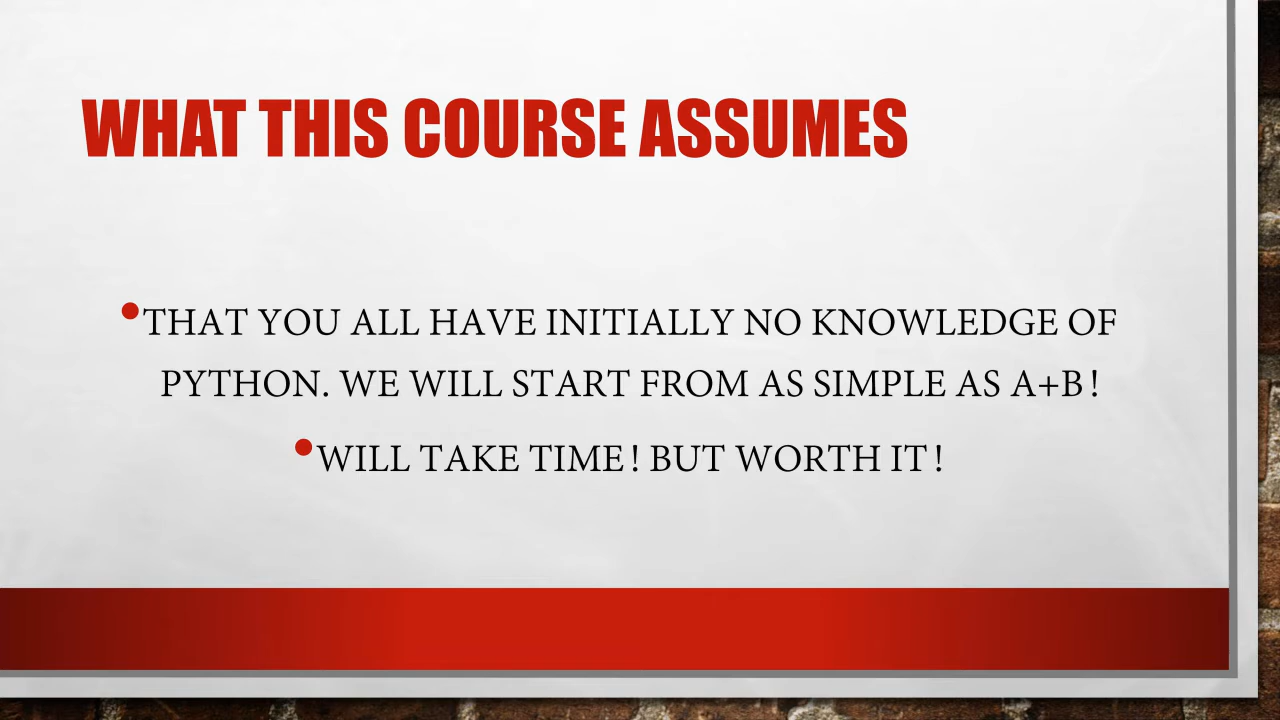 WHAT THIS COURSE ASSUMES
•THAT YOU ALL HAVE INITIALLY NO KNOWLEDGE OF
PYTHON. WE WILL START FROM AS SIMPLE AS A+B!
•WILL TAKE TIME! BUT WORTH IT!